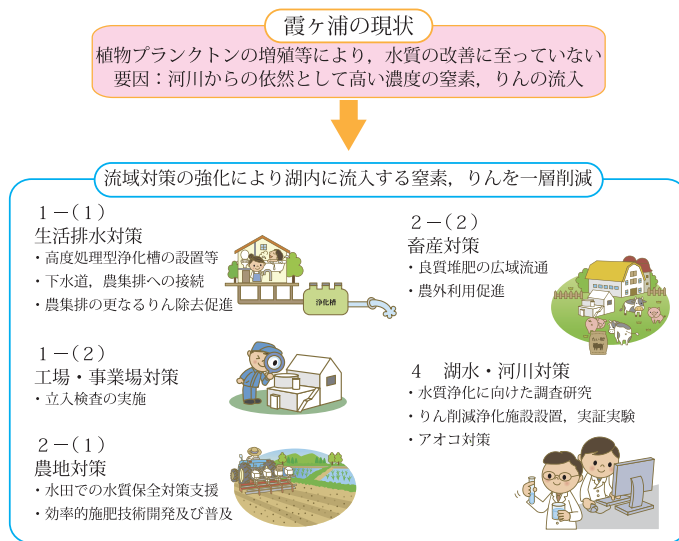 霞ヶ浦の現状
植物プランクトンの増殖等により，水質の改善に至っていない
要因：河川からの依然として高い濃度の窒素，りんの流入
流域対策の強化により湖内に流入する窒素，りんを一層削減
１－(１)
生活排水対策
・高度処理型浄化槽の設置等
・下水道，農集排への接続
・農集排の更なるりん除去促進
浄化槽
１－(２)
工場・事業場対策
・立入検査の実施
２－(１)
農地対策
・水田での水質保全対策支援
・効率的施肥技術開発及び普及
２－(２)
畜産対策
・良質堆肥の広域流通
・農外利用促進
４　湖水・河川対策
・水質浄化に向けた調査研究
・りん削減浄化施設設置，実証実験
・アオコ対策